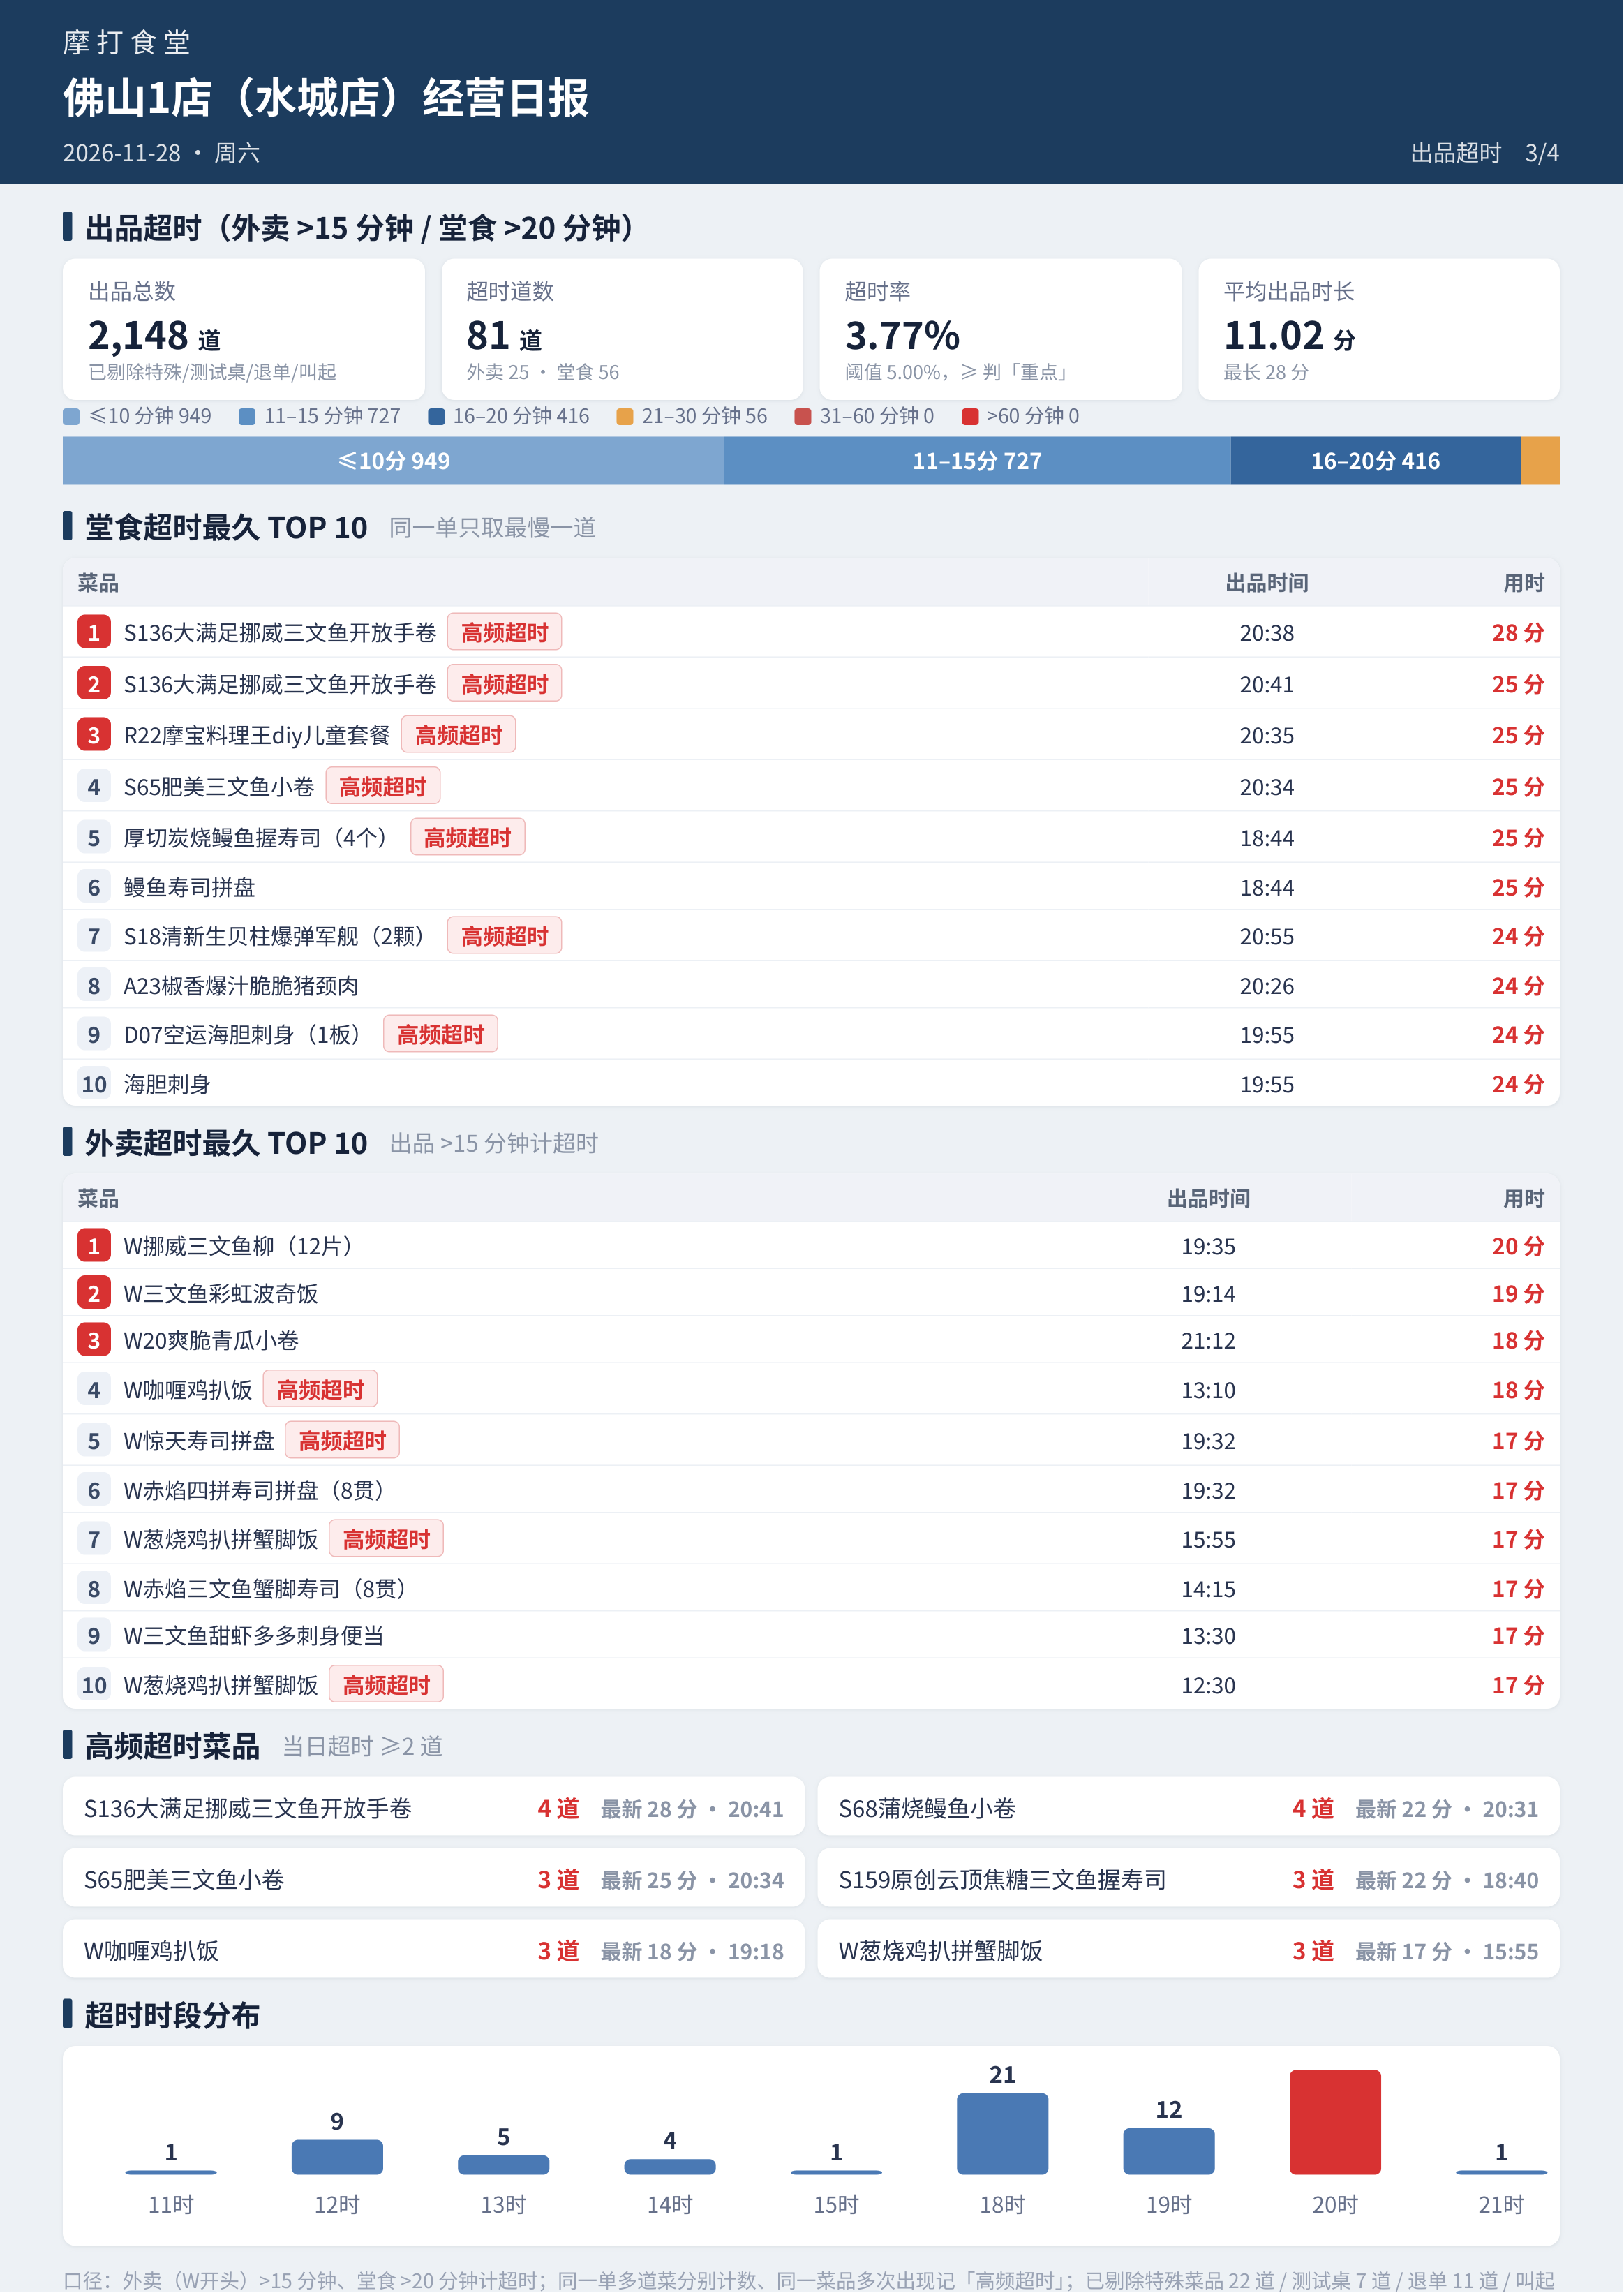 摩打食堂
佛山1店（水城店）经营日报
2026-11-28 · 周六
出品超时 3/4
出品超时（外卖 >15 分钟 / 堂食 >20 分钟）
出品总数 超时道数 超时率 平均出品时长
2,148 道 81 道 3.77% 11.02 分
已剔除特殊/测试桌/退单/叫起 外卖 25 · 堂食 56 阈值 5.00%，≥ 判「重点」 最长 28 分
≤10 分钟 949 11–15 分钟 727 16–20 分钟 416 21–30 分钟 56 31–60 分钟 0 >60 分钟 0
≤10分 949 11–15分 727 16–20分 416
堂食超时最久 TOP 10 同一单只取最慢一道
菜品 出品时间 用时
1 S136大满足挪威三文鱼开放手卷 高频超时 20:38 28 分
2 S136大满足挪威三文鱼开放手卷 高频超时 20:41 25 分
3 R22摩宝料理王diy儿童套餐 高频超时 20:35 25 分
4 S65肥美三文鱼小卷 高频超时 20:34 25 分
5 厚切炭烧鳗鱼握寿司（4个） 高频超时 18:44 25 分
6 鳗鱼寿司拼盘 18:44 25 分
7 S18清新生贝柱爆弹军舰（2颗） 高频超时 20:55 24 分
8 A23椒香爆汁脆脆猪颈肉 20:26 24 分
9 D07空运海胆刺身（1板） 高频超时 19:55 24 分
10 海胆刺身 19:55 24 分
外卖超时最久 TOP 10 出品 >15 分钟计超时
菜品 出品时间 用时
1 W挪威三文鱼柳（12片） 19:35 20 分
2 W三文鱼彩虹波奇饭 19:14 19 分
3 W20爽脆青瓜小卷 21:12 18 分
4 W咖喱鸡扒饭 高频超时 13:10 18 分
5 W惊天寿司拼盘 高频超时 19:32 17 分
6 W赤焰四拼寿司拼盘（8贯） 19:32 17 分
7 W葱烧鸡扒拼蟹脚饭 高频超时 15:55 17 分
8 W赤焰三文鱼蟹脚寿司（8贯） 14:15 17 分
9 W三文鱼甜虾多多刺身便当 13:30 17 分
10 W葱烧鸡扒拼蟹脚饭 高频超时 12:30 17 分
高频超时菜品 当日超时 ≥2 道
S136大满足挪威三文鱼开放手卷 4 道 最新 28 分 · 20:41 S68蒲烧鳗鱼小卷 4 道 最新 22 分 · 20:31
S65肥美三文鱼小卷 3 道 最新 25 分 · 20:34 S159原创云顶焦糖三文鱼握寿司 3 道 最新 22 分 · 18:40
W咖喱鸡扒饭 3 道 最新 18 分 · 19:18 W葱烧鸡扒拼蟹脚饭 3 道 最新 17 分 · 15:55
超时时段分布
1 9 5 4 1 21 12 1
11时 12时 13时 14时 15时 18时 19时 20时 21时
口径：外卖（W开头）>15 分钟、堂食 >20 分钟计超时；同一单多道菜分别计数、同一菜品多次出现记「高频超时」；已剔除特殊菜品 22 道 / 测试桌 7 道 / 退单 11 道 / 叫起